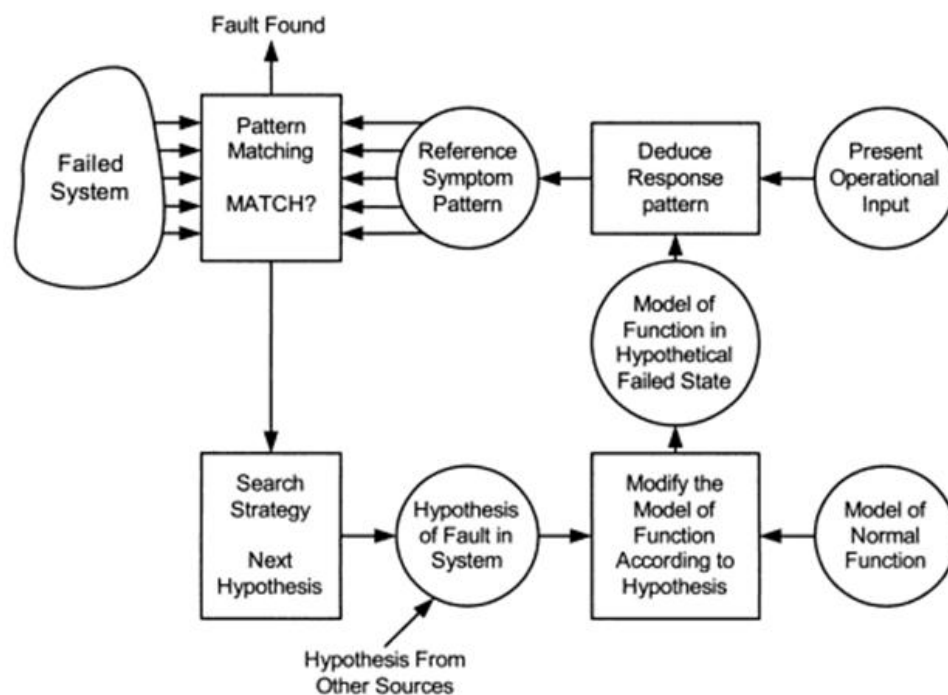 Fault Found
Failed
System
Pattern
Matching
MATCH?
Reference
Symptom
Pattern
Deduce
Response
pattern
Present
Operational
Input
Model of
Function in
Hypothetical
Failed State
Search
Strategy
Next
Hypothesis
Hypothesis
of Fault in
System
Modify the
Model of
Function
According to
Hypothesis
Model of
Normal
Function
Hypothesis From
Other Sources